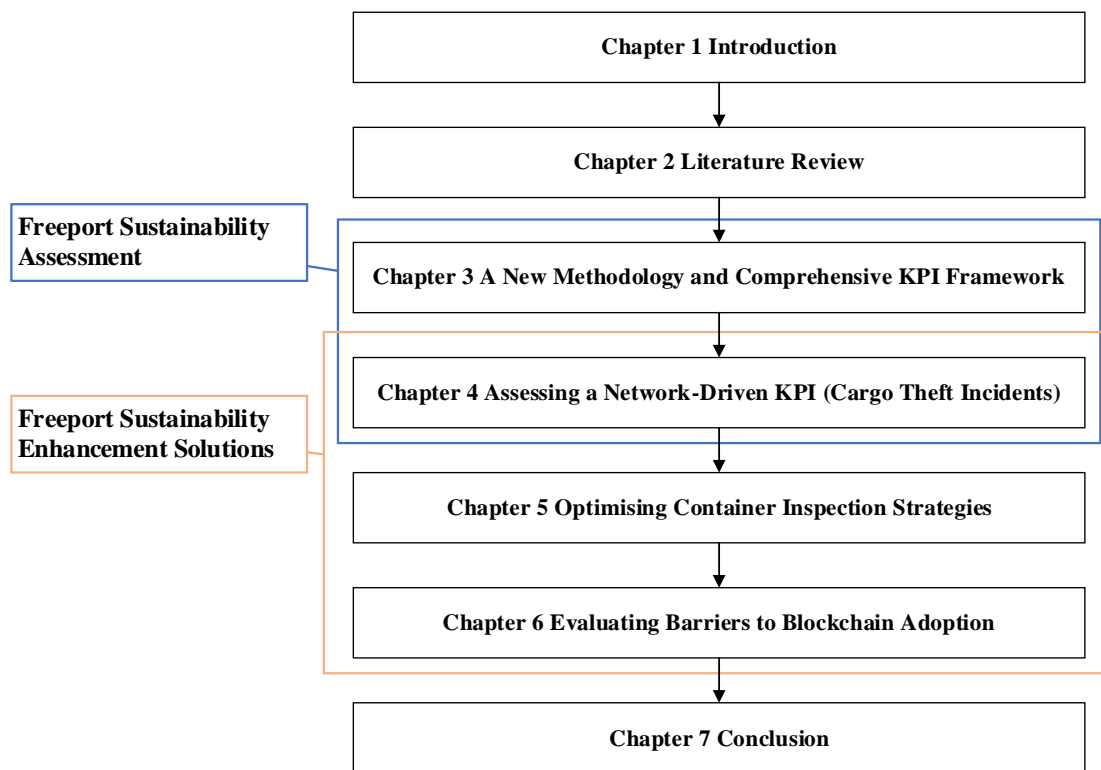 Chapter 1 Introduction
Chapter 2 Literature Review
Freeport Sustainability
Assessment
Chapter 3 A New Methodology and Comprehensive KPI Framework
Chapter 4 Assessing a Network-Driven KPI (Cargo Theft Incidents)
Freeport Sustainability
Enhancement Solutions
Chapter 5 Optimising Container Inspection Strategies
Chapter 6 Evaluating Barriers to Blockchain Adoption
Chapter 7 Conclusion